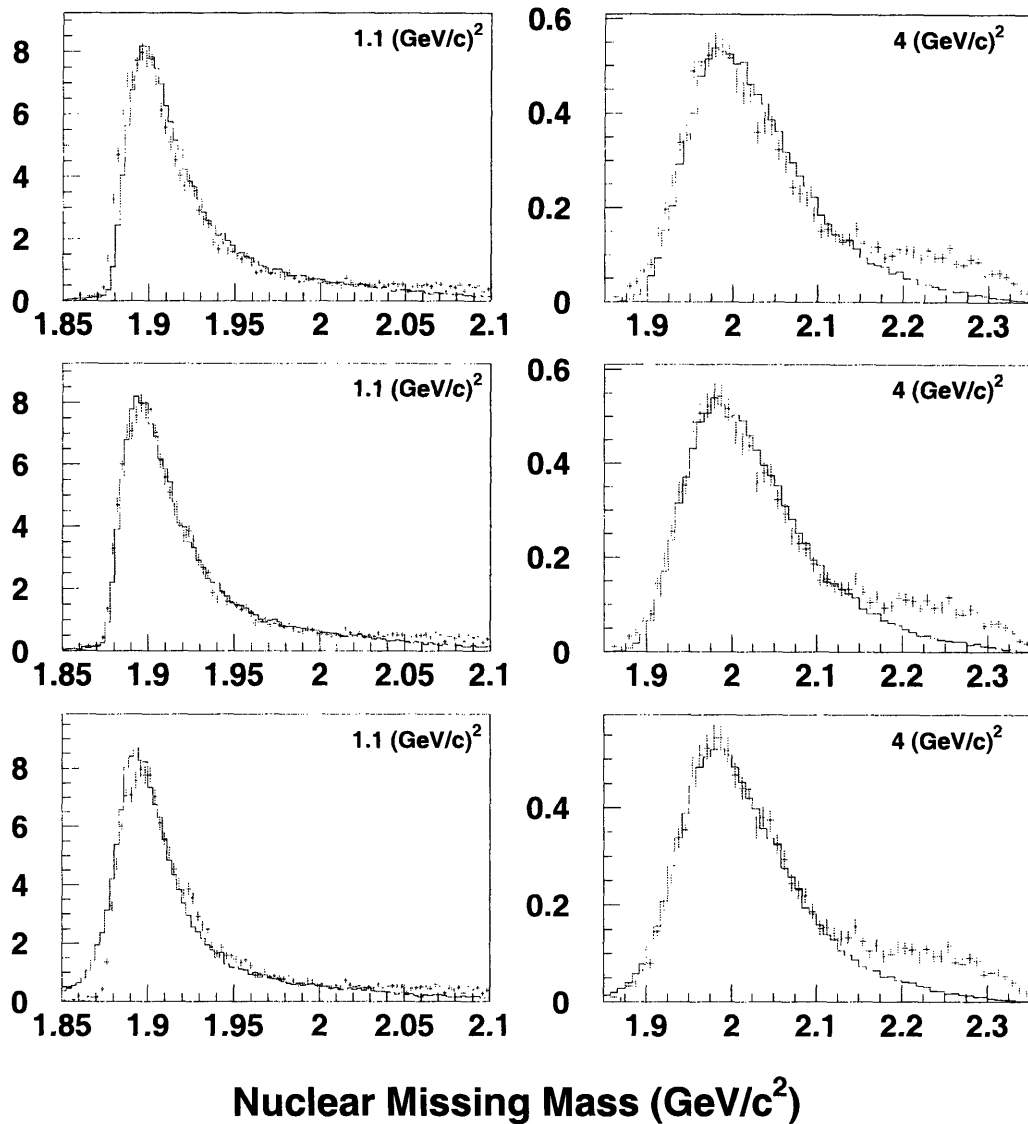 1.1 (GeV/c)²
8
6
4
2
0
1.85 1.9 1.95 2 2.05 2.1
4 (GeV/c)²
0.6
0.4
0.2
0
1.9 2 2.1 2.2 2.3
1.1 (GeV/c)²
8
6
4
2
0
1.85 1.9 1.95 2 2.05 2.1
4 (GeV/c)²
0.6
0.4
0.2
0
1.9 2 2.1 2.2 2.3
1.1 (GeV/c)²
8
6
4
2
0
1.85 1.9 1.95 2 2.05 2.1
4 (GeV/c)²
0.4
0.2
0
1.9 2 2.1 2.2 2.3
Nuclear Missing Mass (GeV/c²)